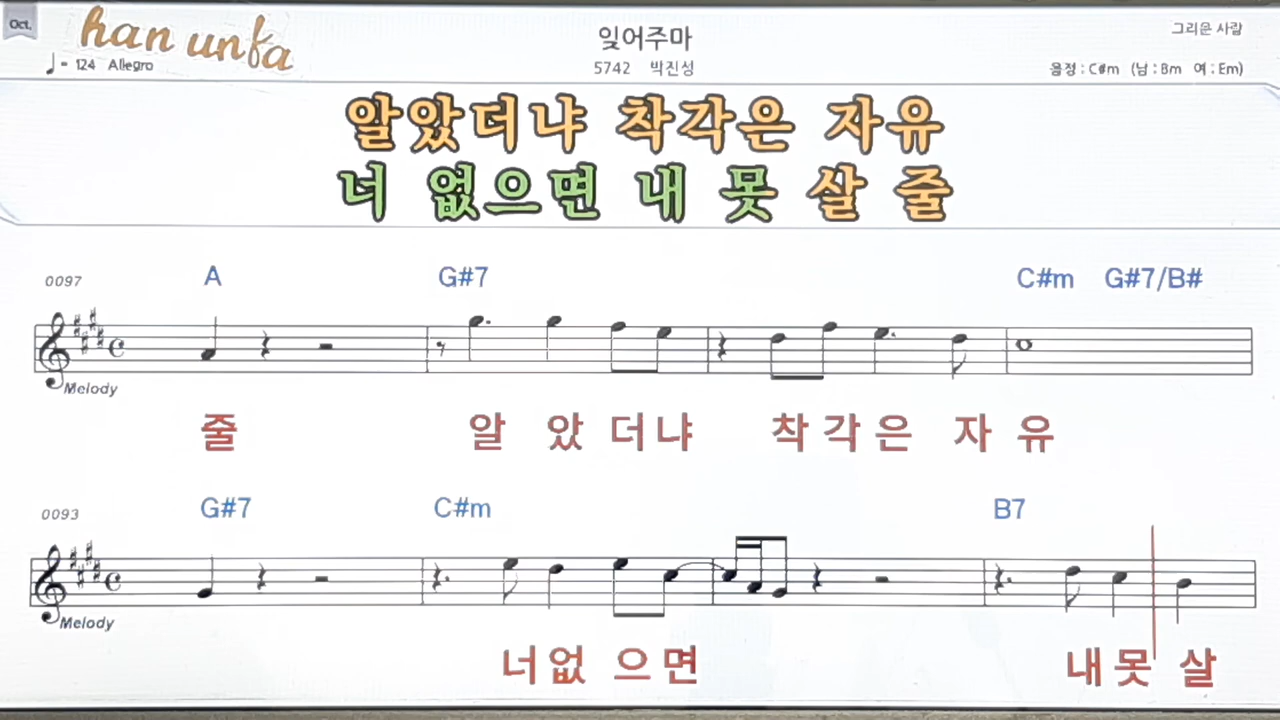 Oct.
han unfa
잊어주마
그리운 사람
♩= 124 Allegro
5742 박진성
음정 : C#m (남 : Bm 여 : Em)
알았더냐 착각은 자유
너 없으면 내 못 살 줄
0097 A G#7 C#m G#7/B#
Melody
줄 알 았 더냐 착각은 자 유
0093 G#7 C#m B7
Melody
너없 으면 내못 살